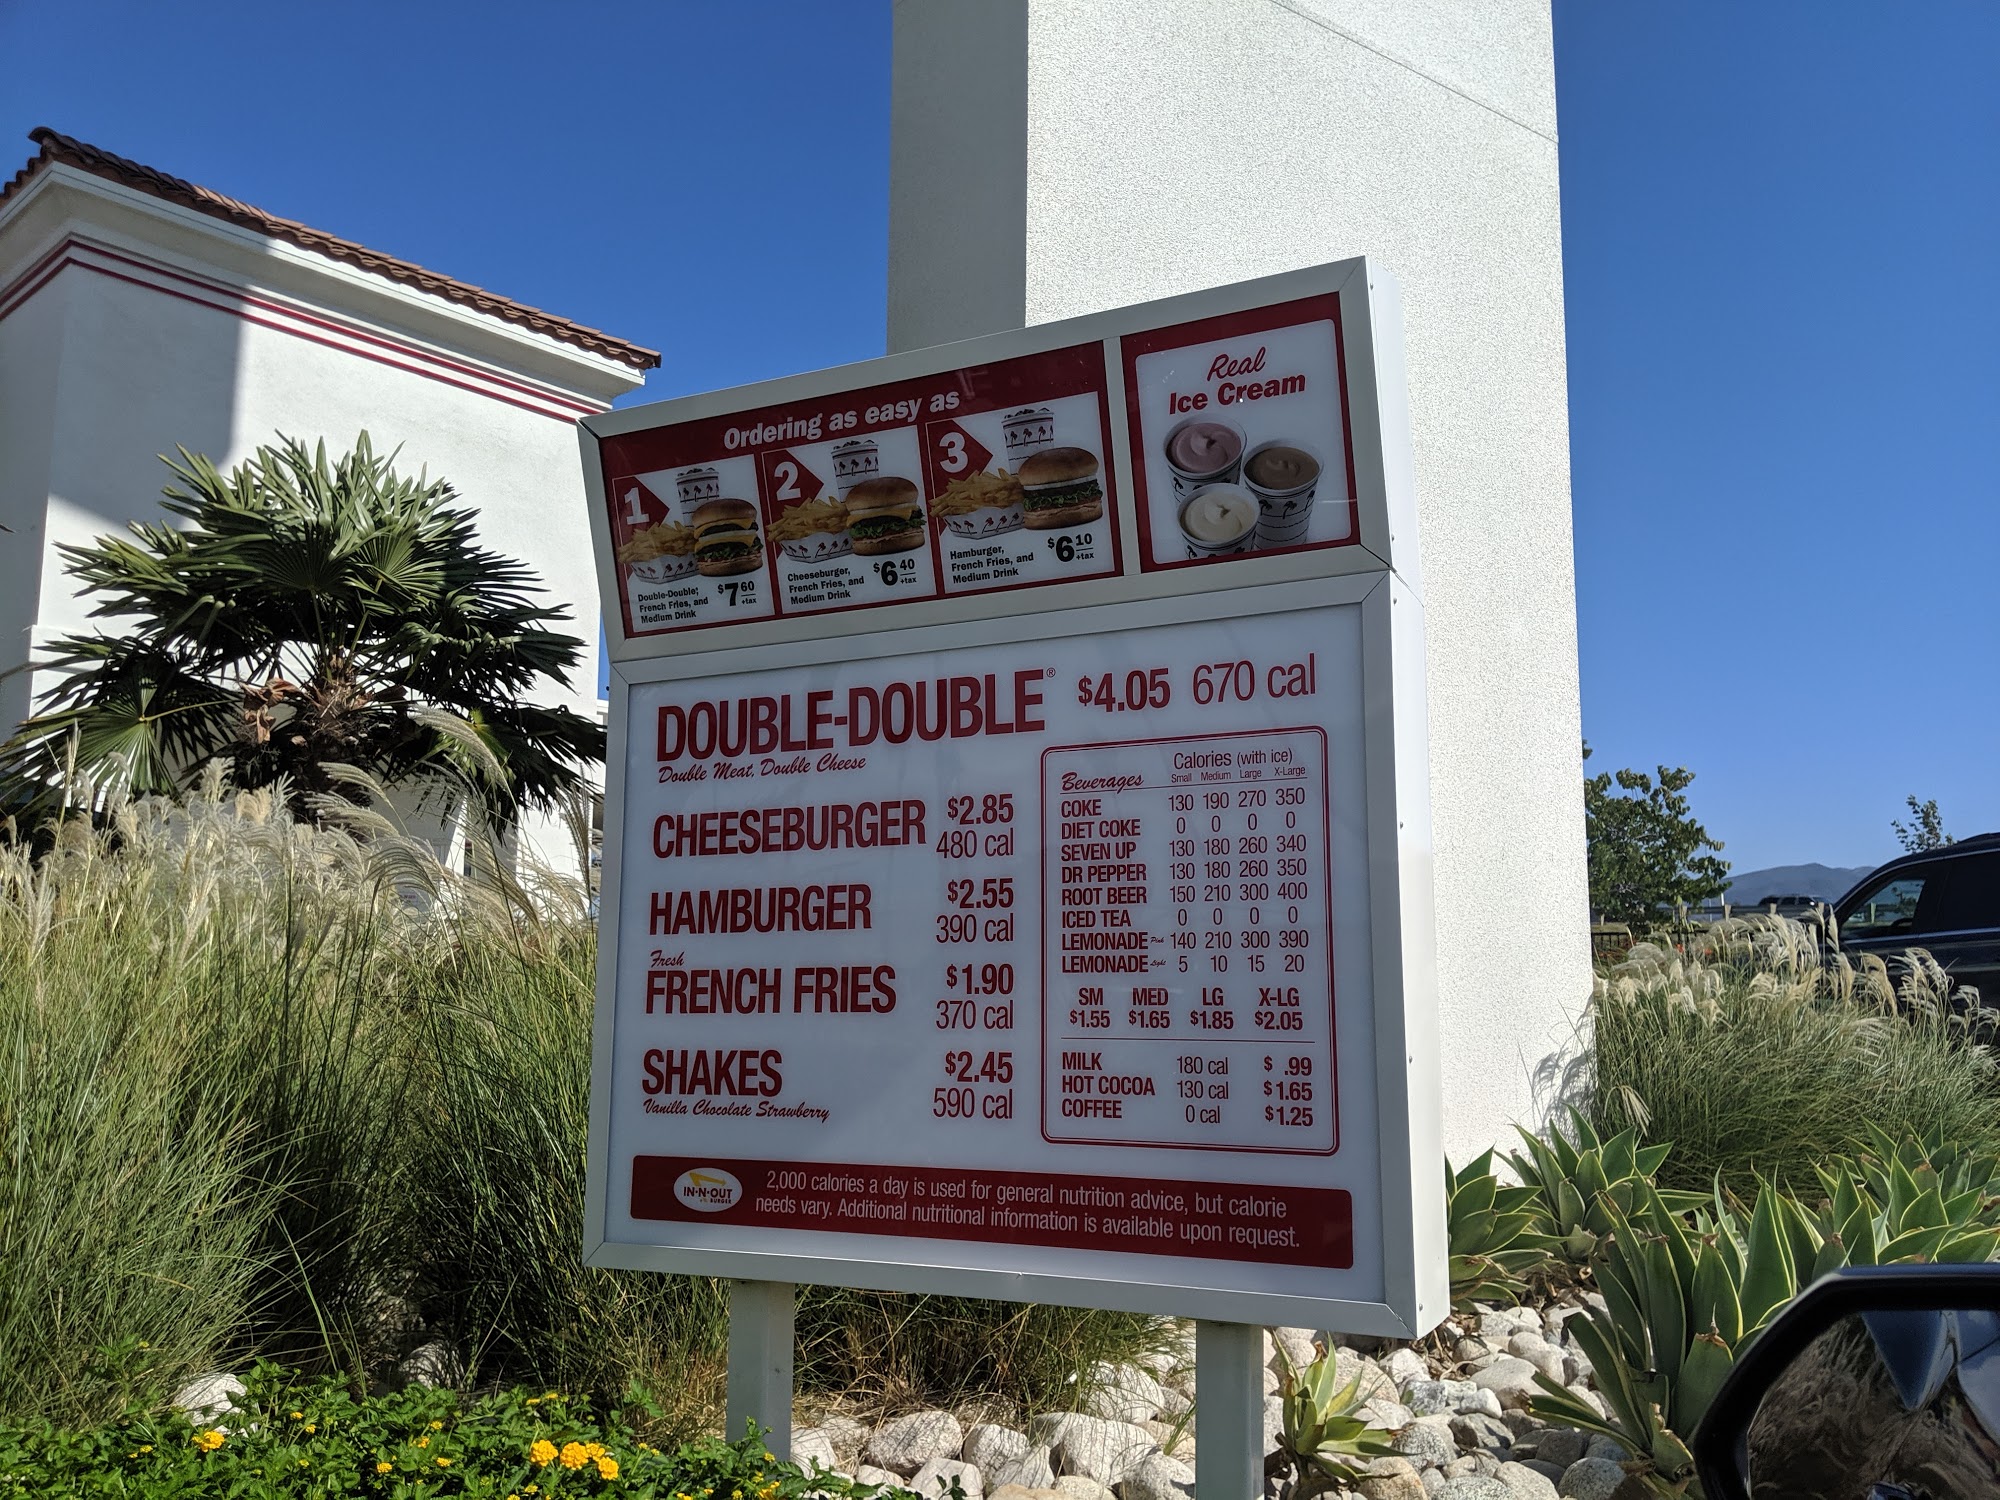 Ordering as easy as
1
Double-Double,
French Fries, and
Medium Drink
$7 60
+tax
2
Cheeseburger,
French Fries, and
Medium Drink
$6 40
+tax
3
Hamburger,
French Fries, and
Medium Drink
$6 10
+tax
Real
Ice Cream
DOUBLE-DOUBLE® $4.05 670 cal
Double Meat, Double Cheese
CHEESEBURGER $2.85
480 cal
HAMBURGER $2.55
390 cal
Fresh
FRENCH FRIES $1.90
370 cal
SHAKES $2.45
Vanilla Chocolate Strawberry 590 cal
Calories (with ice)
Beverages Small Medium Large X-Large
COKE 130 190 270 350
DIET COKE 0 0 0 0
SEVEN UP 130 180 260 340
DR PEPPER 130 180 260 350
ROOT BEER 150 210 300 400
ICED TEA 0 0 0 0
LEMONADE Pink 140 210 300 390
LEMONADE Light 5 10 15 20
SM MED LG X-LG
$1.55 $1.65 $1.85 $2.05
MILK 180 cal $ .99
HOT COCOA 130 cal $1.65
COFFEE 0 cal $1.25
IN-N-OUT
BURGER
2,000 calories a day is used for general nutrition advice, but calorie
needs vary. Additional nutritional information is available upon request.